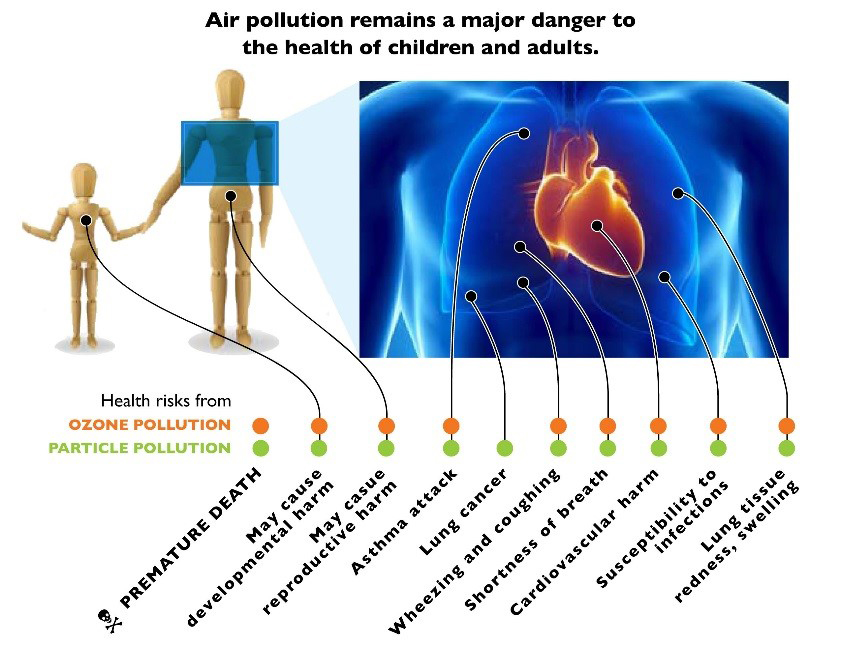 Air pollution remains a major danger to
the health of children and adults.
Health risks from
OZONE POLLUTION
PARTICLE POLLUTION
PREMATURE DEATH
May cause
developmental harm
May casue
reproductive harm
Asthma attack
Lung cancer
Wheezing and coughing
Shortness of breath
Cardiovascular harm
Susceptibility to
infections
Lung tissue
redness, swelling